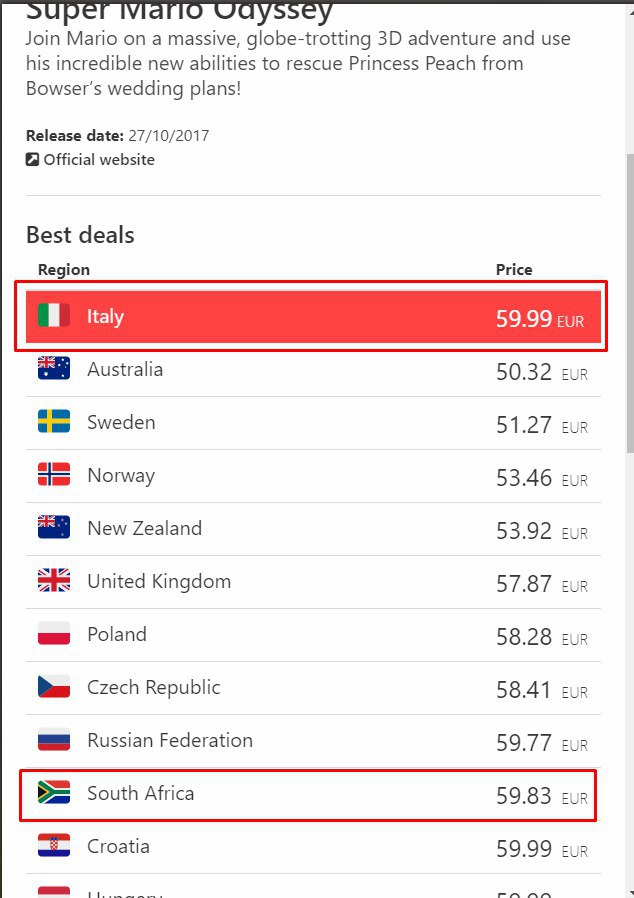 Super Mario Odyssey
Join Mario on a massive, globe-trotting 3D adventure and use
his incredible new abilities to rescue Princess Peach from
Bowser’s wedding plans!
Release date: 27/10/2017
Official website
Best deals
Region Price
Italy 59.99 EUR
Australia 50.32 EUR
Sweden 51.27 EUR
Norway 53.46 EUR
New Zealand 53.92 EUR
United Kingdom 57.87 EUR
Poland 58.28 EUR
Czech Republic 58.41 EUR
Russian Federation 59.77 EUR
South Africa 59.83 EUR
Croatia 59.99 EUR
Hungary